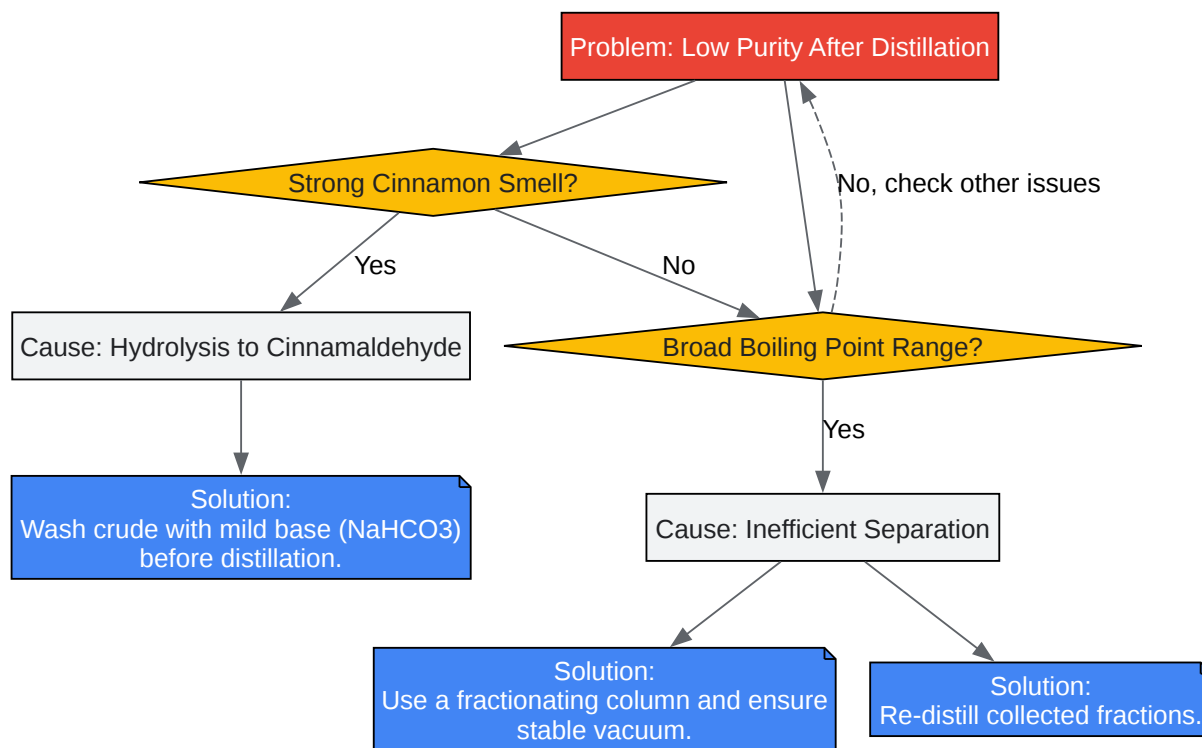 Problem: Low Purity After Distillation
Strong Cinnamon Smell?
No, check other issues
Yes
No
Cause: Hydrolysis to Cinnamaldehyde
Broad Boiling Point Range?
Yes
Solution:
Wash crude with mild base (NaHCO3)
before distillation.
Cause: Inefficient Separation
Solution:
Use a fractionating column and ensure
stable vacuum.
Solution:
Re-distill collected fractions.